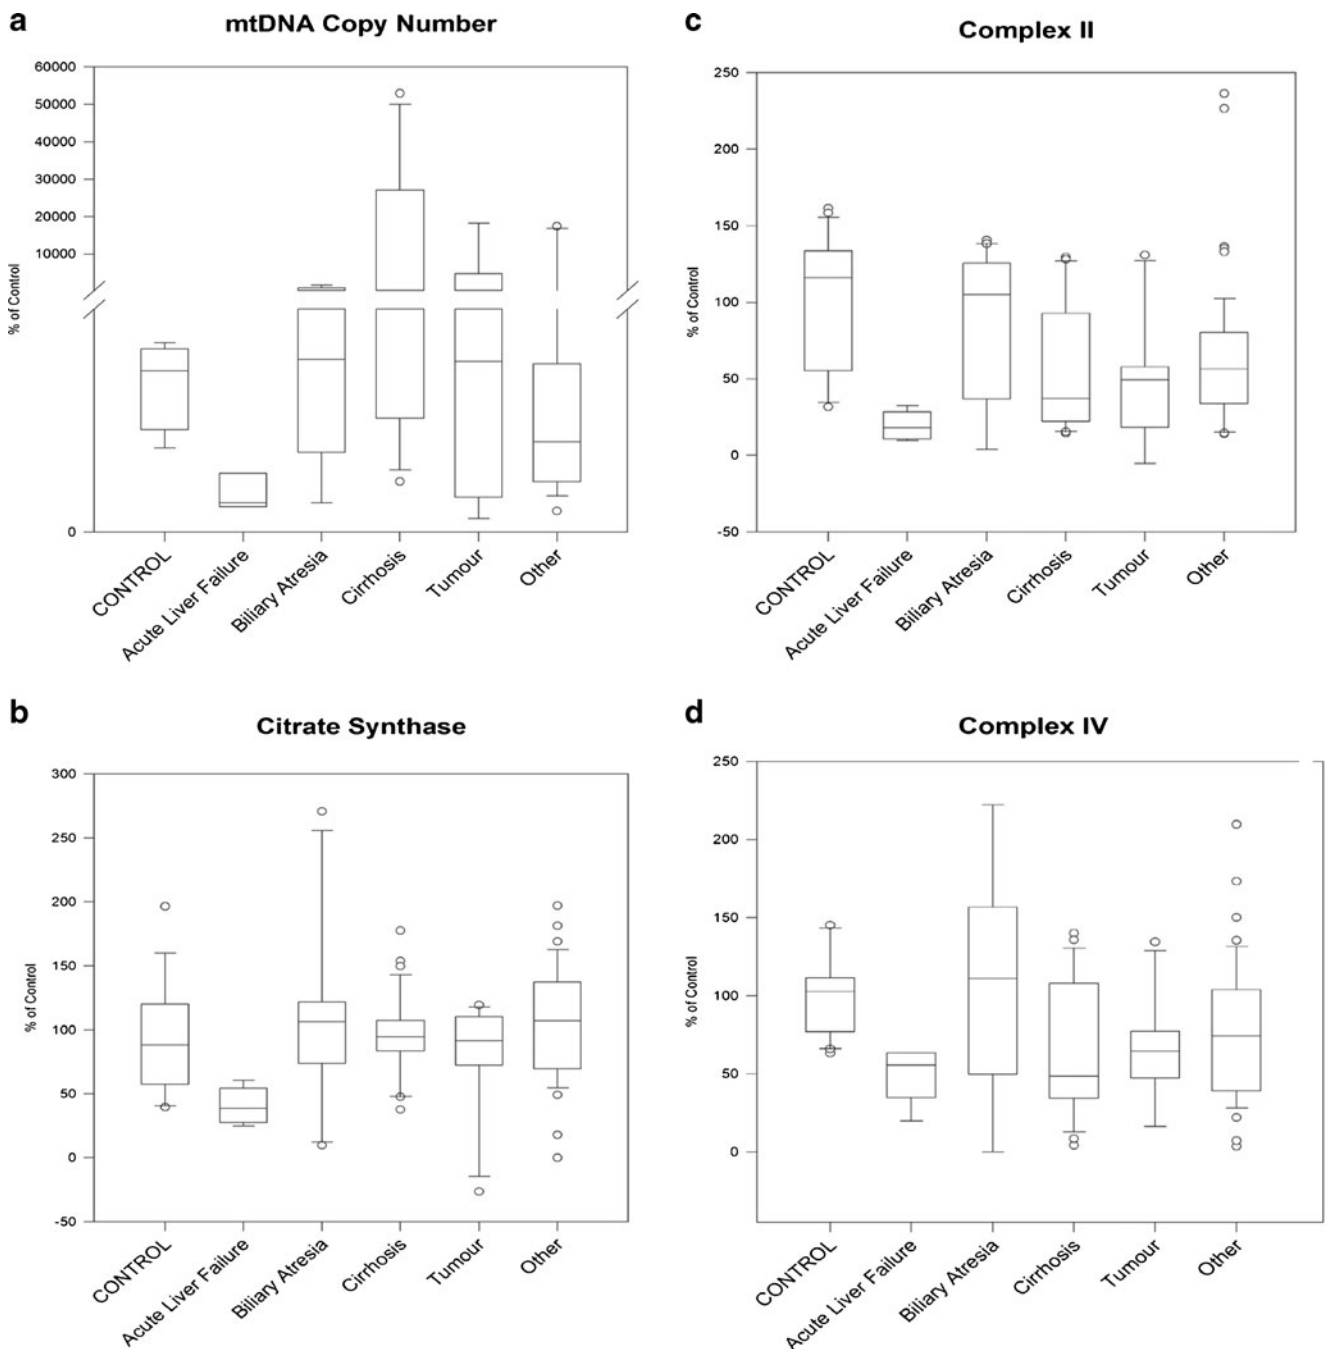 a
mtDNA Copy Number
60000
50000
40000
30000
20000
10000
0
% of Control
CONTROL
Acute Liver Failure
Biliary Atresia
Cirrhosis
Tumour
Other
c
Complex II
250
200
150
100
50
0
-50
% of Control
CONTROL
Acute Liver Failure
Biliary Atresia
Cirrhosis
Tumour
Other
b
Citrate Synthase
300
250
200
150
100
50
0
-50
% of Control
CONTROL
Acute Liver Failure
Biliary Atresia
Cirrhosis
Tumour
Other
d
Complex IV
250
200
150
100
50
0
% of Control
CONTROL
Acute Liver Failure
Biliary Atresia
Cirrhosis
Tumour
Other